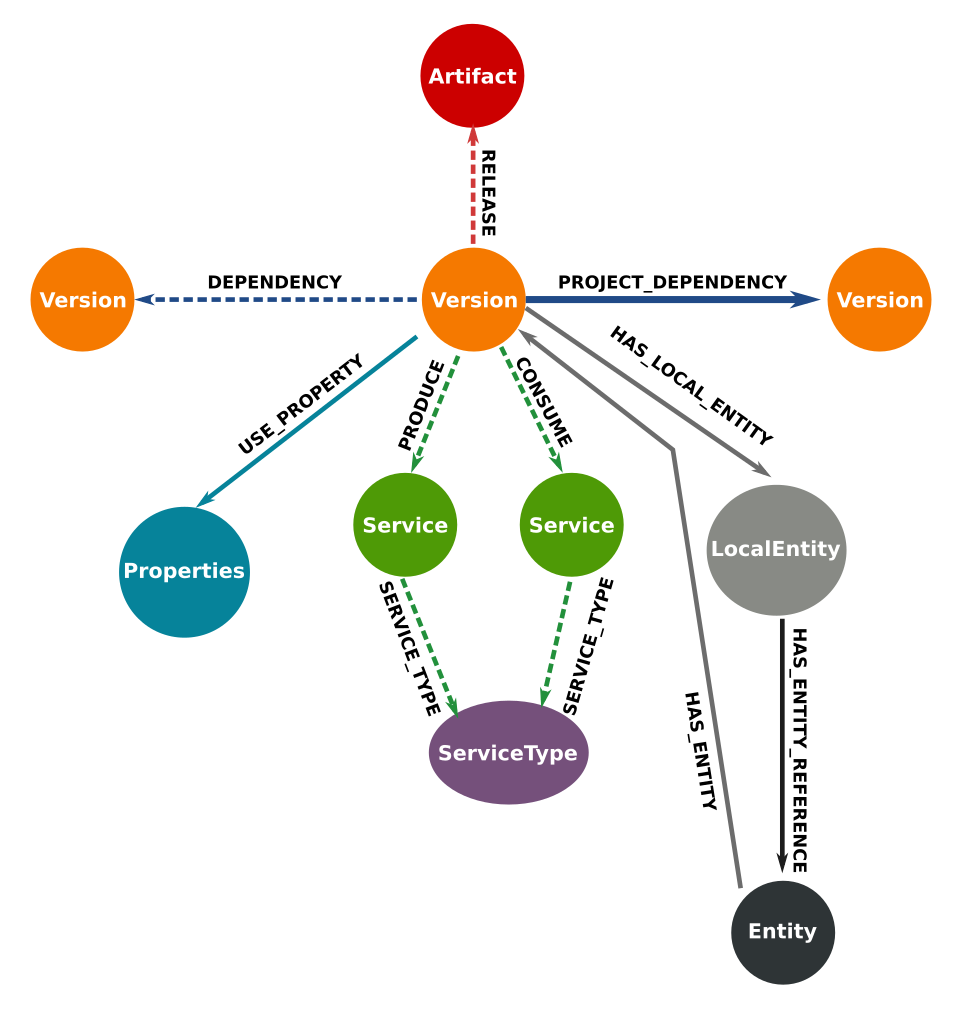 Artifact
RELEASE
DEPENDENCY
PROJECT_DEPENDENCY
Version
Version
Version
HAS_LOCAL_ENTITY
USE_PROPERTY
PRODUCE
CONSUME
Service
Service
LocalEntity
Properties
SERVICE_TYPE
SERVICE_TYPE
HAS_ENTITY_REFERENCE
ServiceType
HAS_ENTITY
Entity